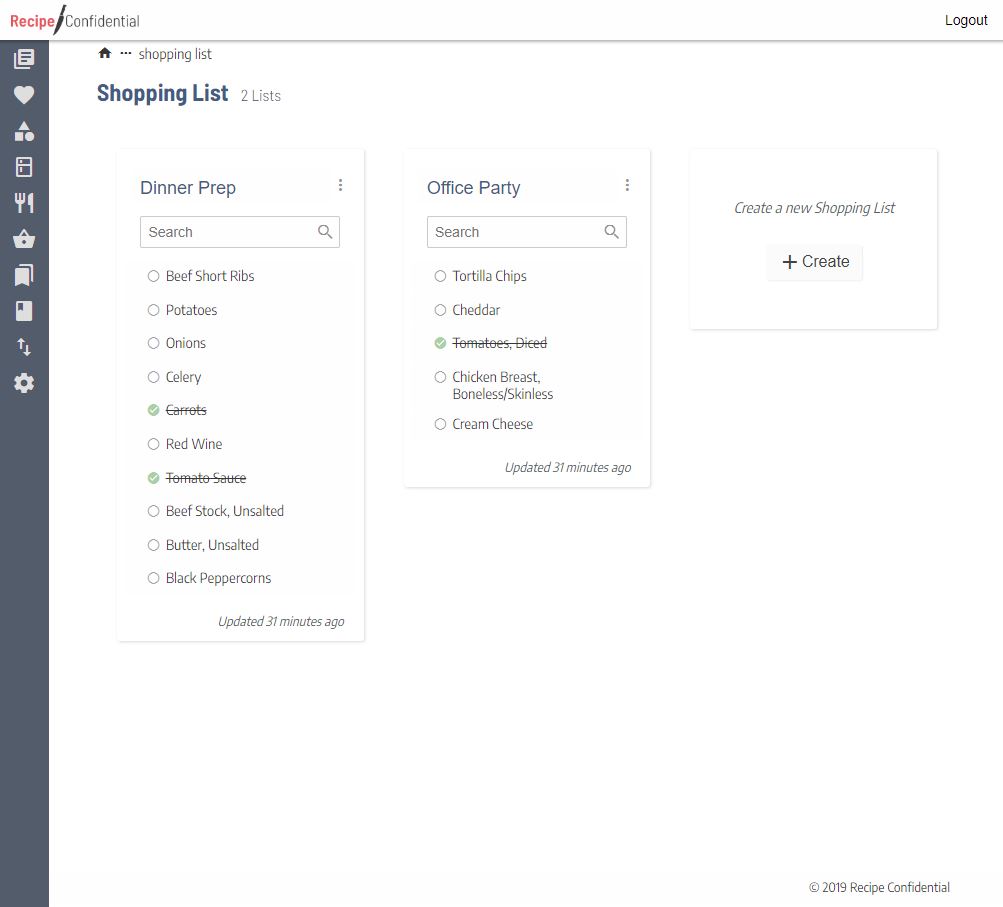 Recipe/Confidential
Logout
shopping list
Shopping List 2 Lists
Dinner Prep
Search
Beef Short Ribs
Potatoes
Onions
Celery
Carrots
Red Wine
Tomato Sauce
Beef Stock, Unsalted
Butter, Unsalted
Black Peppercorns
Updated 31 minutes ago
Office Party
Search
Tortilla Chips
Cheddar
Tomatoes, Diced
Chicken Breast,
Boneless/Skinless
Cream Cheese
Updated 31 minutes ago
Create a new Shopping List
+ Create
© 2019 Recipe Confidential